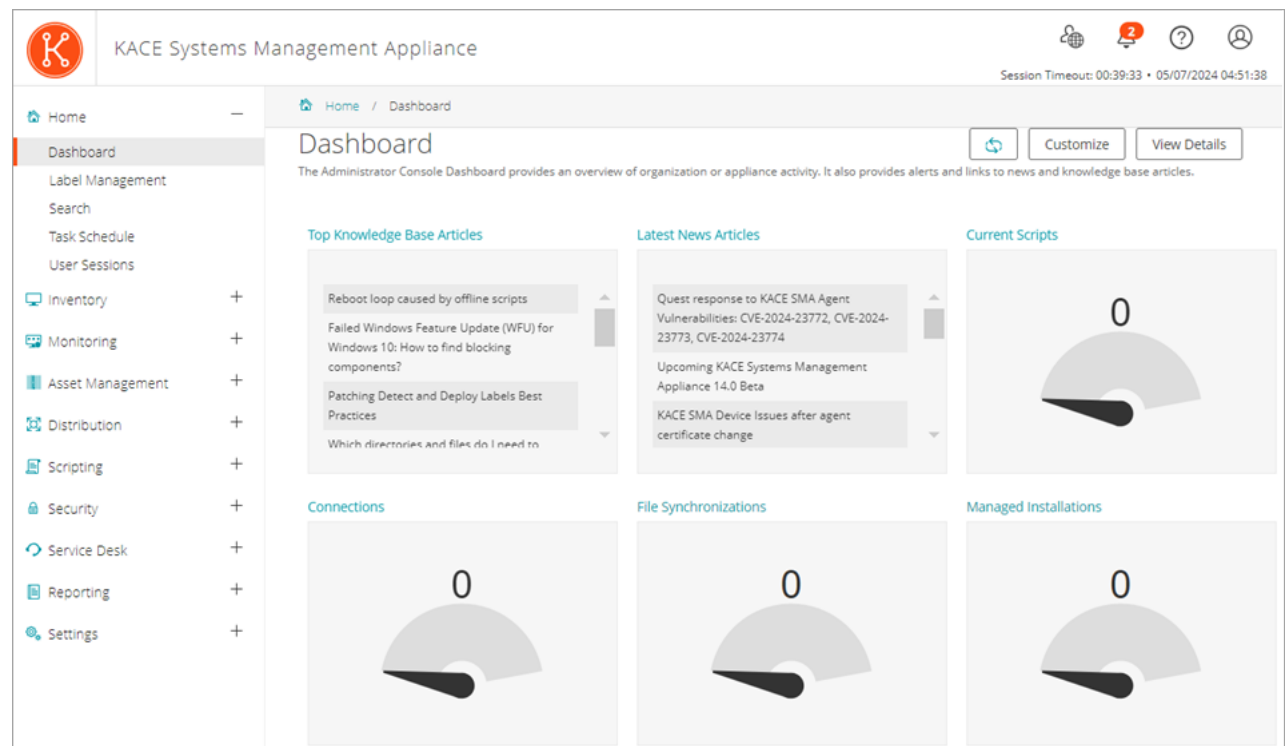 K
KACE Systems Management Appliance
2
?
Session Timeout: 00:39:33 • 05/07/2024 04:51:38
Home
Dashboard
Label Management
Search
Task Schedule
User Sessions
Inventory
Monitoring
Asset Management
Distribution
Scripting
Security
Service Desk
Reporting
Settings
Home / Dashboard
Dashboard
Customize
View Details
The Administrator Console Dashboard provides an overview of organization or appliance activity. It also provides alerts and links to news and knowledge base articles.
Top Knowledge Base Articles
Reboot loop caused by offline scripts
Failed Windows Feature Update (WFU) for
Windows 10: How to find blocking
components?
Patching Detect and Deploy Labels Best
Practices
Which directories and files do I need to
Latest News Articles
Quest response to KACE SMA Agent
Vulnerabilities: CVE-2024-23772, CVE-2024-
23773, CVE-2024-23774
Upcoming KACE Systems Management
Appliance 14.0 Beta
KACE SMA Device Issues after agent
certificate change
Current Scripts
0
Connections
0
File Synchronizations
0
Managed Installations
0